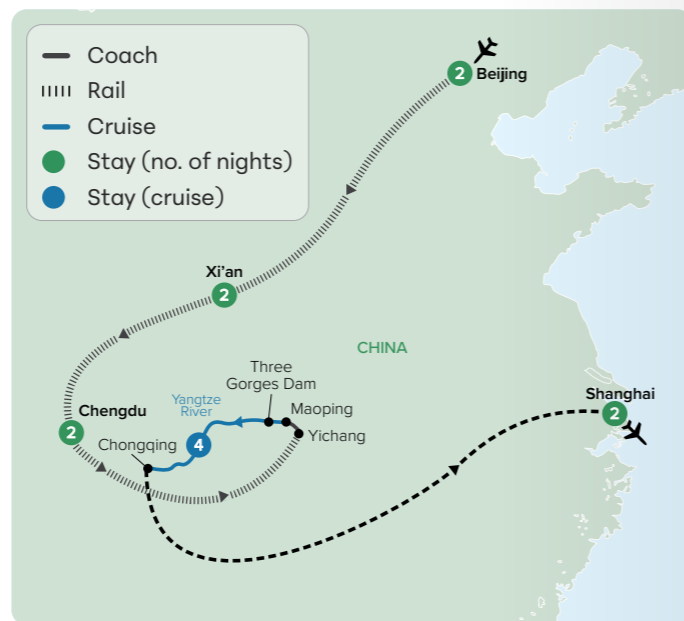 Coach
Rail
Cruise
Stay (no. of nights)
Stay (cruise)
2
Beijing
Xi'an
2
CHINA
Three
Gorges Dam
Yangtze
River
Maoping
Shanghai
2
Chengdu
2
Chongqing
4
Yichang